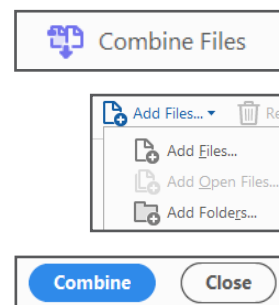 Combine Files
Add Files...
Add Files...
Add Open Files...
Add Folders...
Combine Close